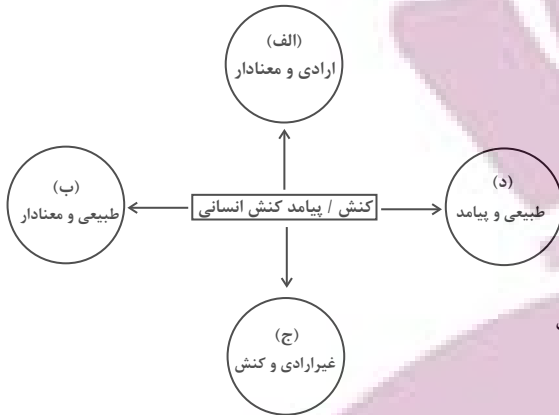 (الف)
ارادی و معنادار
(د)
طبیعی و پیامد
کنش / پیامد کنش انسانی
(ب)
طبیعی و معنادار
(ج)
غیرارادی و کنش